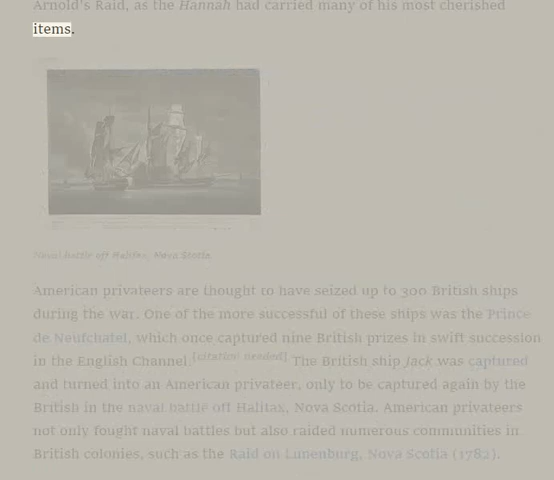 Arnold's Raid, as the Hannah had carried many of his most cherished
items.
Naval battle off Halifax, Nova Scotia
American privateers are thought to have seized up to 300 British ships
during the war. One of the more successful of these ships was the Prince
de Neufchatel, which once captured nine British prizes in swift succession
in the English Channel.[citation needed] The British ship Jack was captured
and turned into an American privateer, only to be captured again by the
British in the naval battle off Halifax, Nova Scotia. American privateers
not only fought naval battles but also raided numerous communities in
British colonies, such as the Raid on Lunenburg, Nova Scotia (1782).